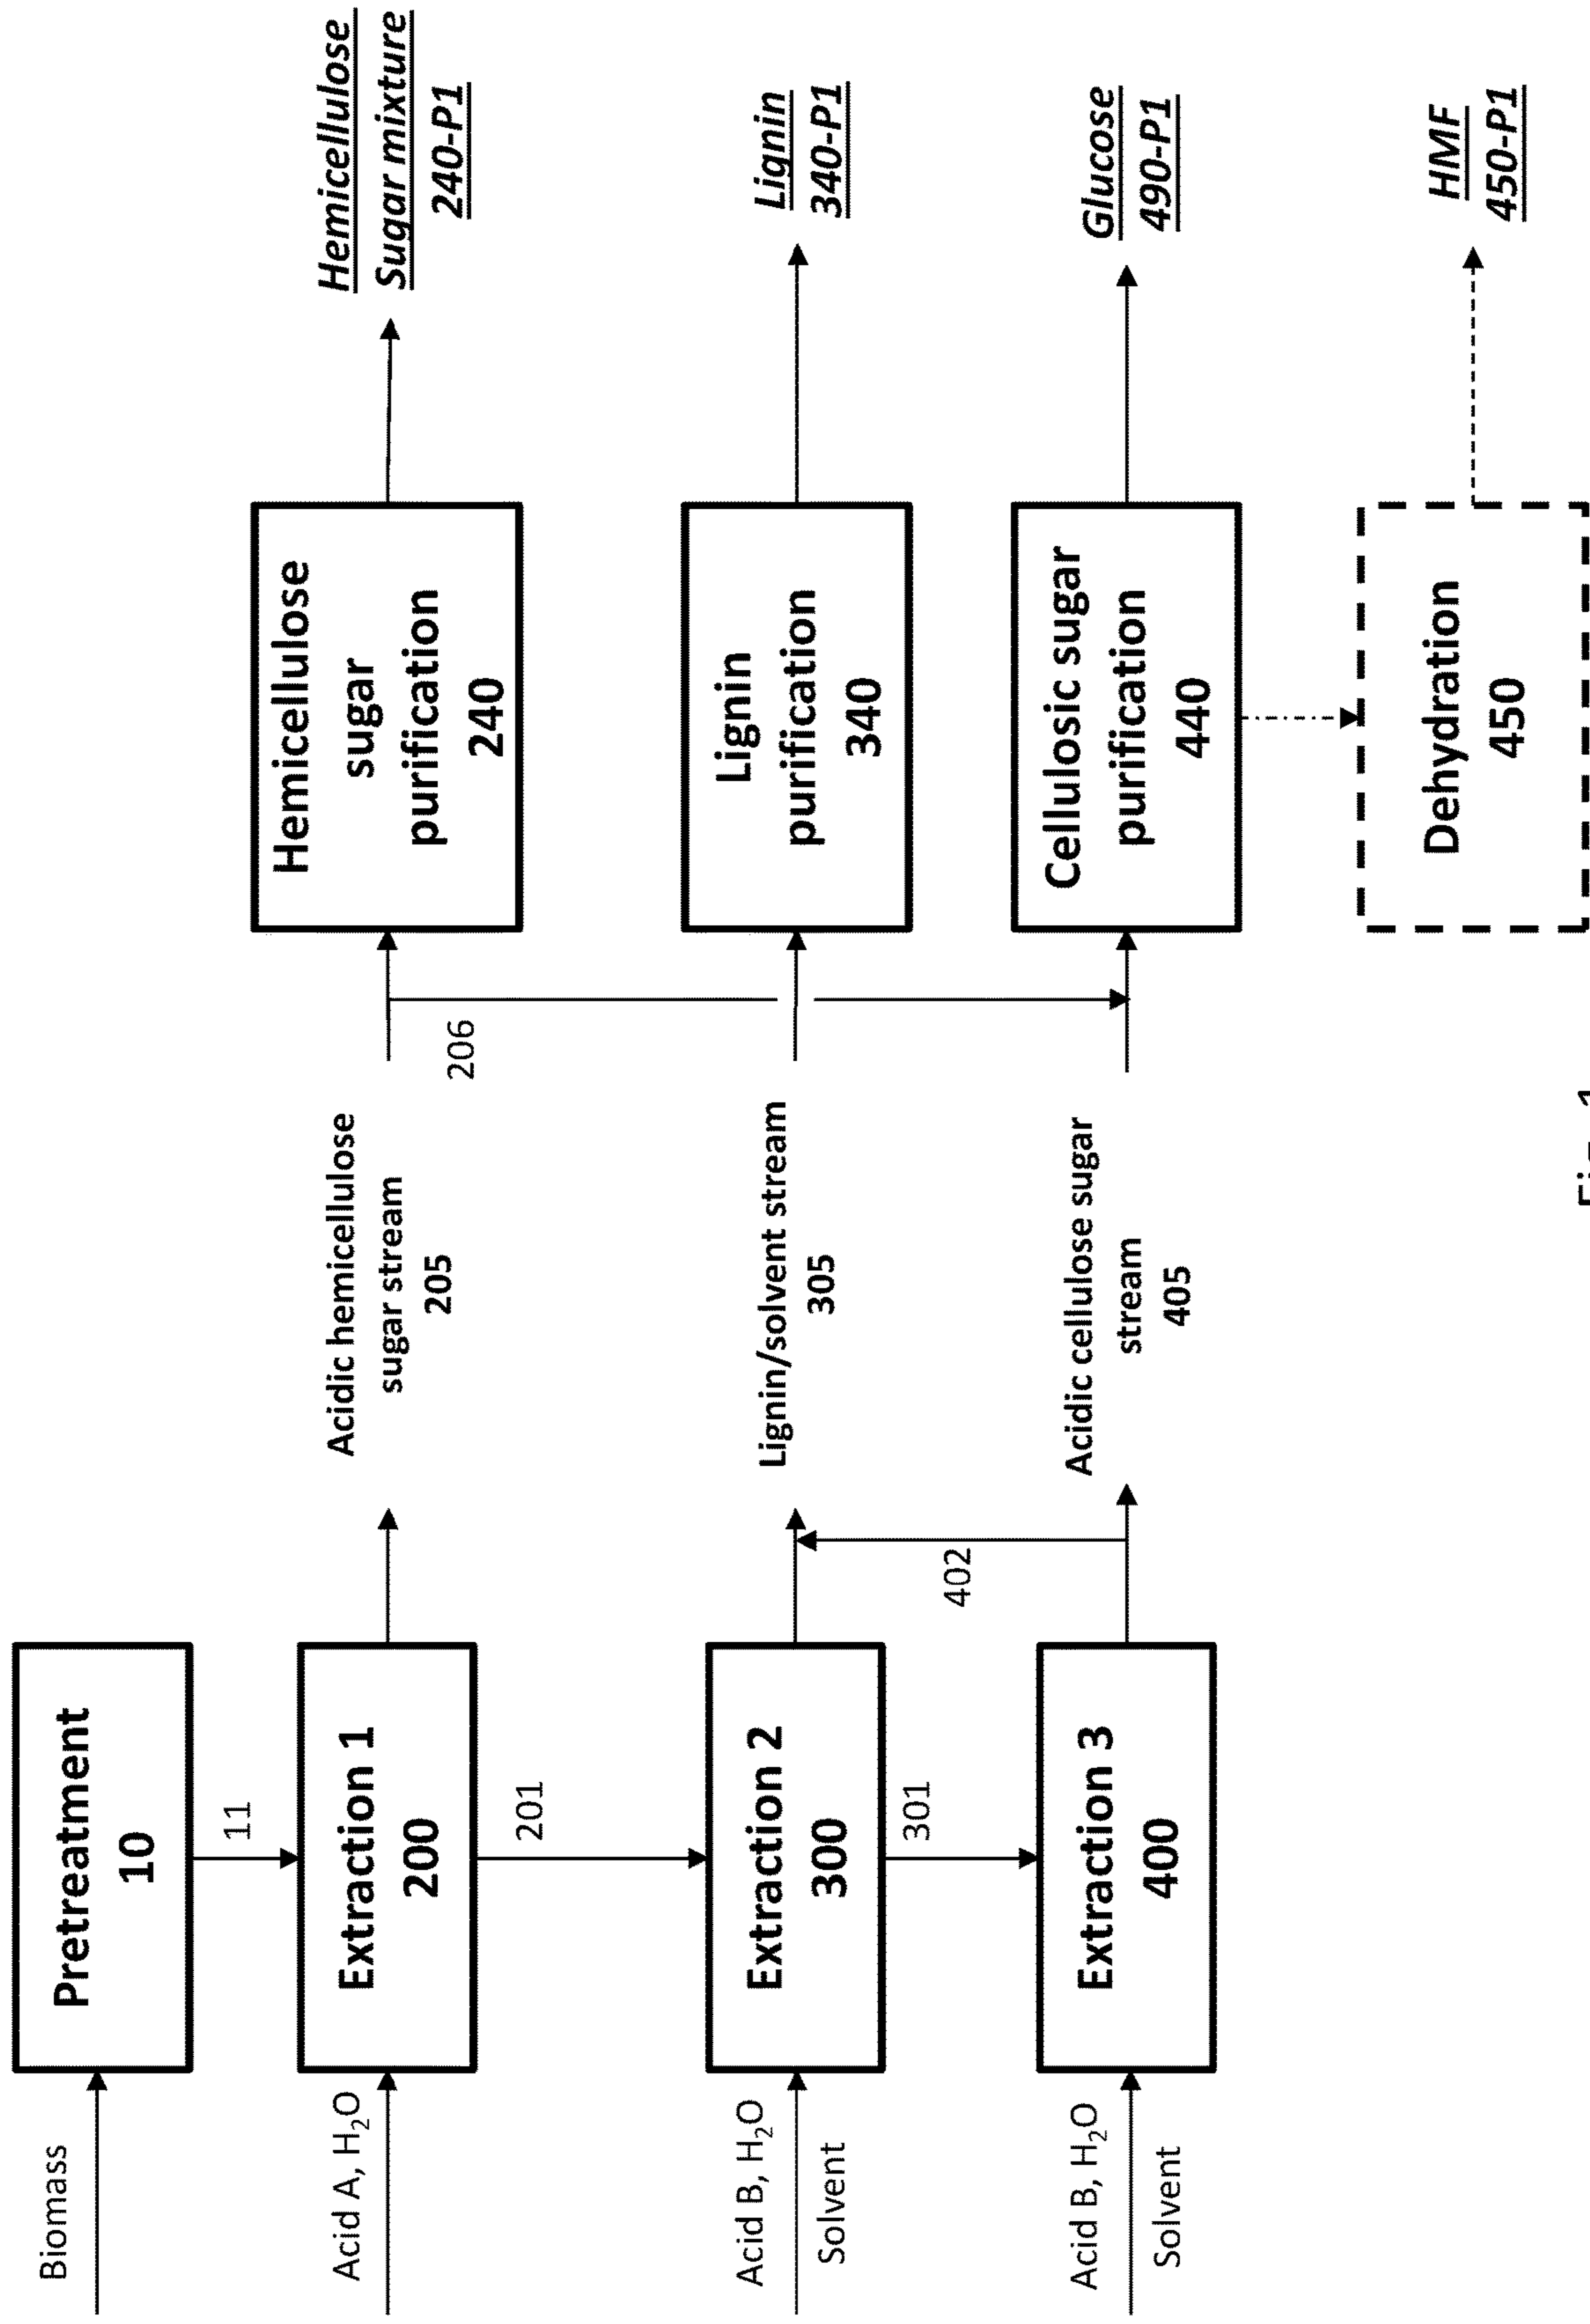 Biomass
Pretreatment
10
11
Acid A, H₂O
Extraction 1
200
Acidic hemicellulose
sugar stream
205
206
Hemicellulose
sugar
purification
240
Hemicellulose
Sugar mixture
240-P1
201
Acid B, H₂O
Solvent
Extraction 2
300
Lignin/solvent stream
305
Lignin
purification
340
Lignin
340-P1
301
402
Acid B, H₂O
Solvent
Extraction 3
400
Acidic cellulose sugar
stream
405
Cellulosic sugar
purification
440
Glucose
490-P1
Dehydration
450
HMF
450-P1
Fig. 1